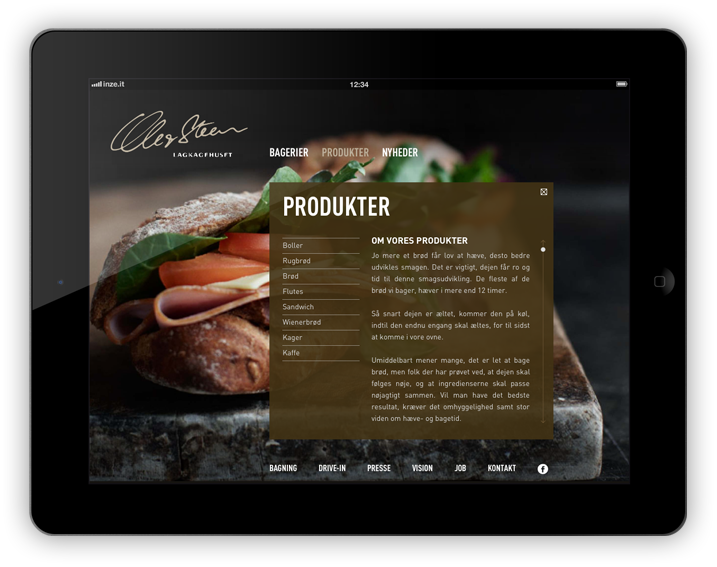 inze.it
12:34
Ole & Steen
LAGKAGEHUSET
BAGERIER PRODUKTER NYHEDER
PRODUKTER
Boller
Rugbrød
Brød
Flutes
Sandwich
Wienerbrød
Kager
Kaffe
OM VORES PRODUKTER
Jo mere et brød får lov at hæve, desto bedre
udvikles smagen. Det er vigtigt, dejen får ro og
tid til denne smagsudvikling. De fleste af de
brød vi bager, hæver i mere end 12 timer.
Så snart dejen er æltet, kommer den på køl,
indtil den endnu engang skal æltes, for til sidst
at komme i vore ovne.
Umiddelbart mener mange, det er let at bage
brød, men folk der har prøvet ved, at dejen skal
følges nøje, og at ingredienserne skal passe
nøjagtigt sammen. Vil man have det bedste
resultat, kræver det omhyggelighed samt stor
viden om hæve- og bagetid.
BAGNING DRIVE-IN PRESSE VISION JOB KONTAKT f